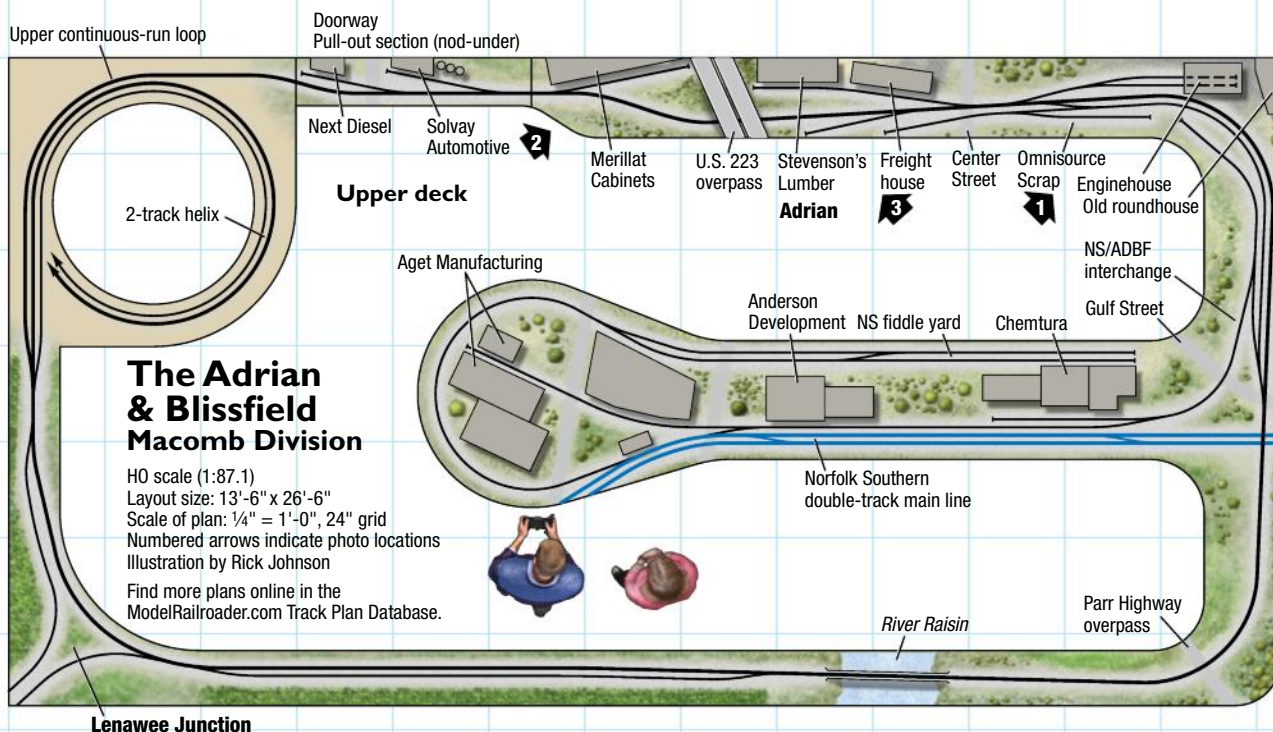 Upper continuous-run loop
Doorway
Pull-out section (nod-under)
Next Diesel
Solvay
Automotive
2
Merillat
Cabinets
U.S. 223
overpass
Stevenson's
Lumber
Adrian
Freight
house
3
Center
Street
Omnisource
Scrap
1
Enginehouse
Old roundhouse
2-track helix
Upper deck
NS/ADBF
interchange
Gulf Street
Aget Manufacturing
Anderson
Development
NS fiddle yard
Chemtura
The Adrian
& Blissfield
Macomb Division
HO scale (1:87.1)
Layout size: 13'-6" x 26'-6"
Scale of plan: ¼" = 1'-0", 24" grid
Numbered arrows indicate photo locations
Illustration by Rick Johnson
Find more plans online in the
ModelRailroader.com Track Plan Database.
Norfolk Southern
double-track main line
River Raisin
Parr Highway
overpass
Lenawee Junction